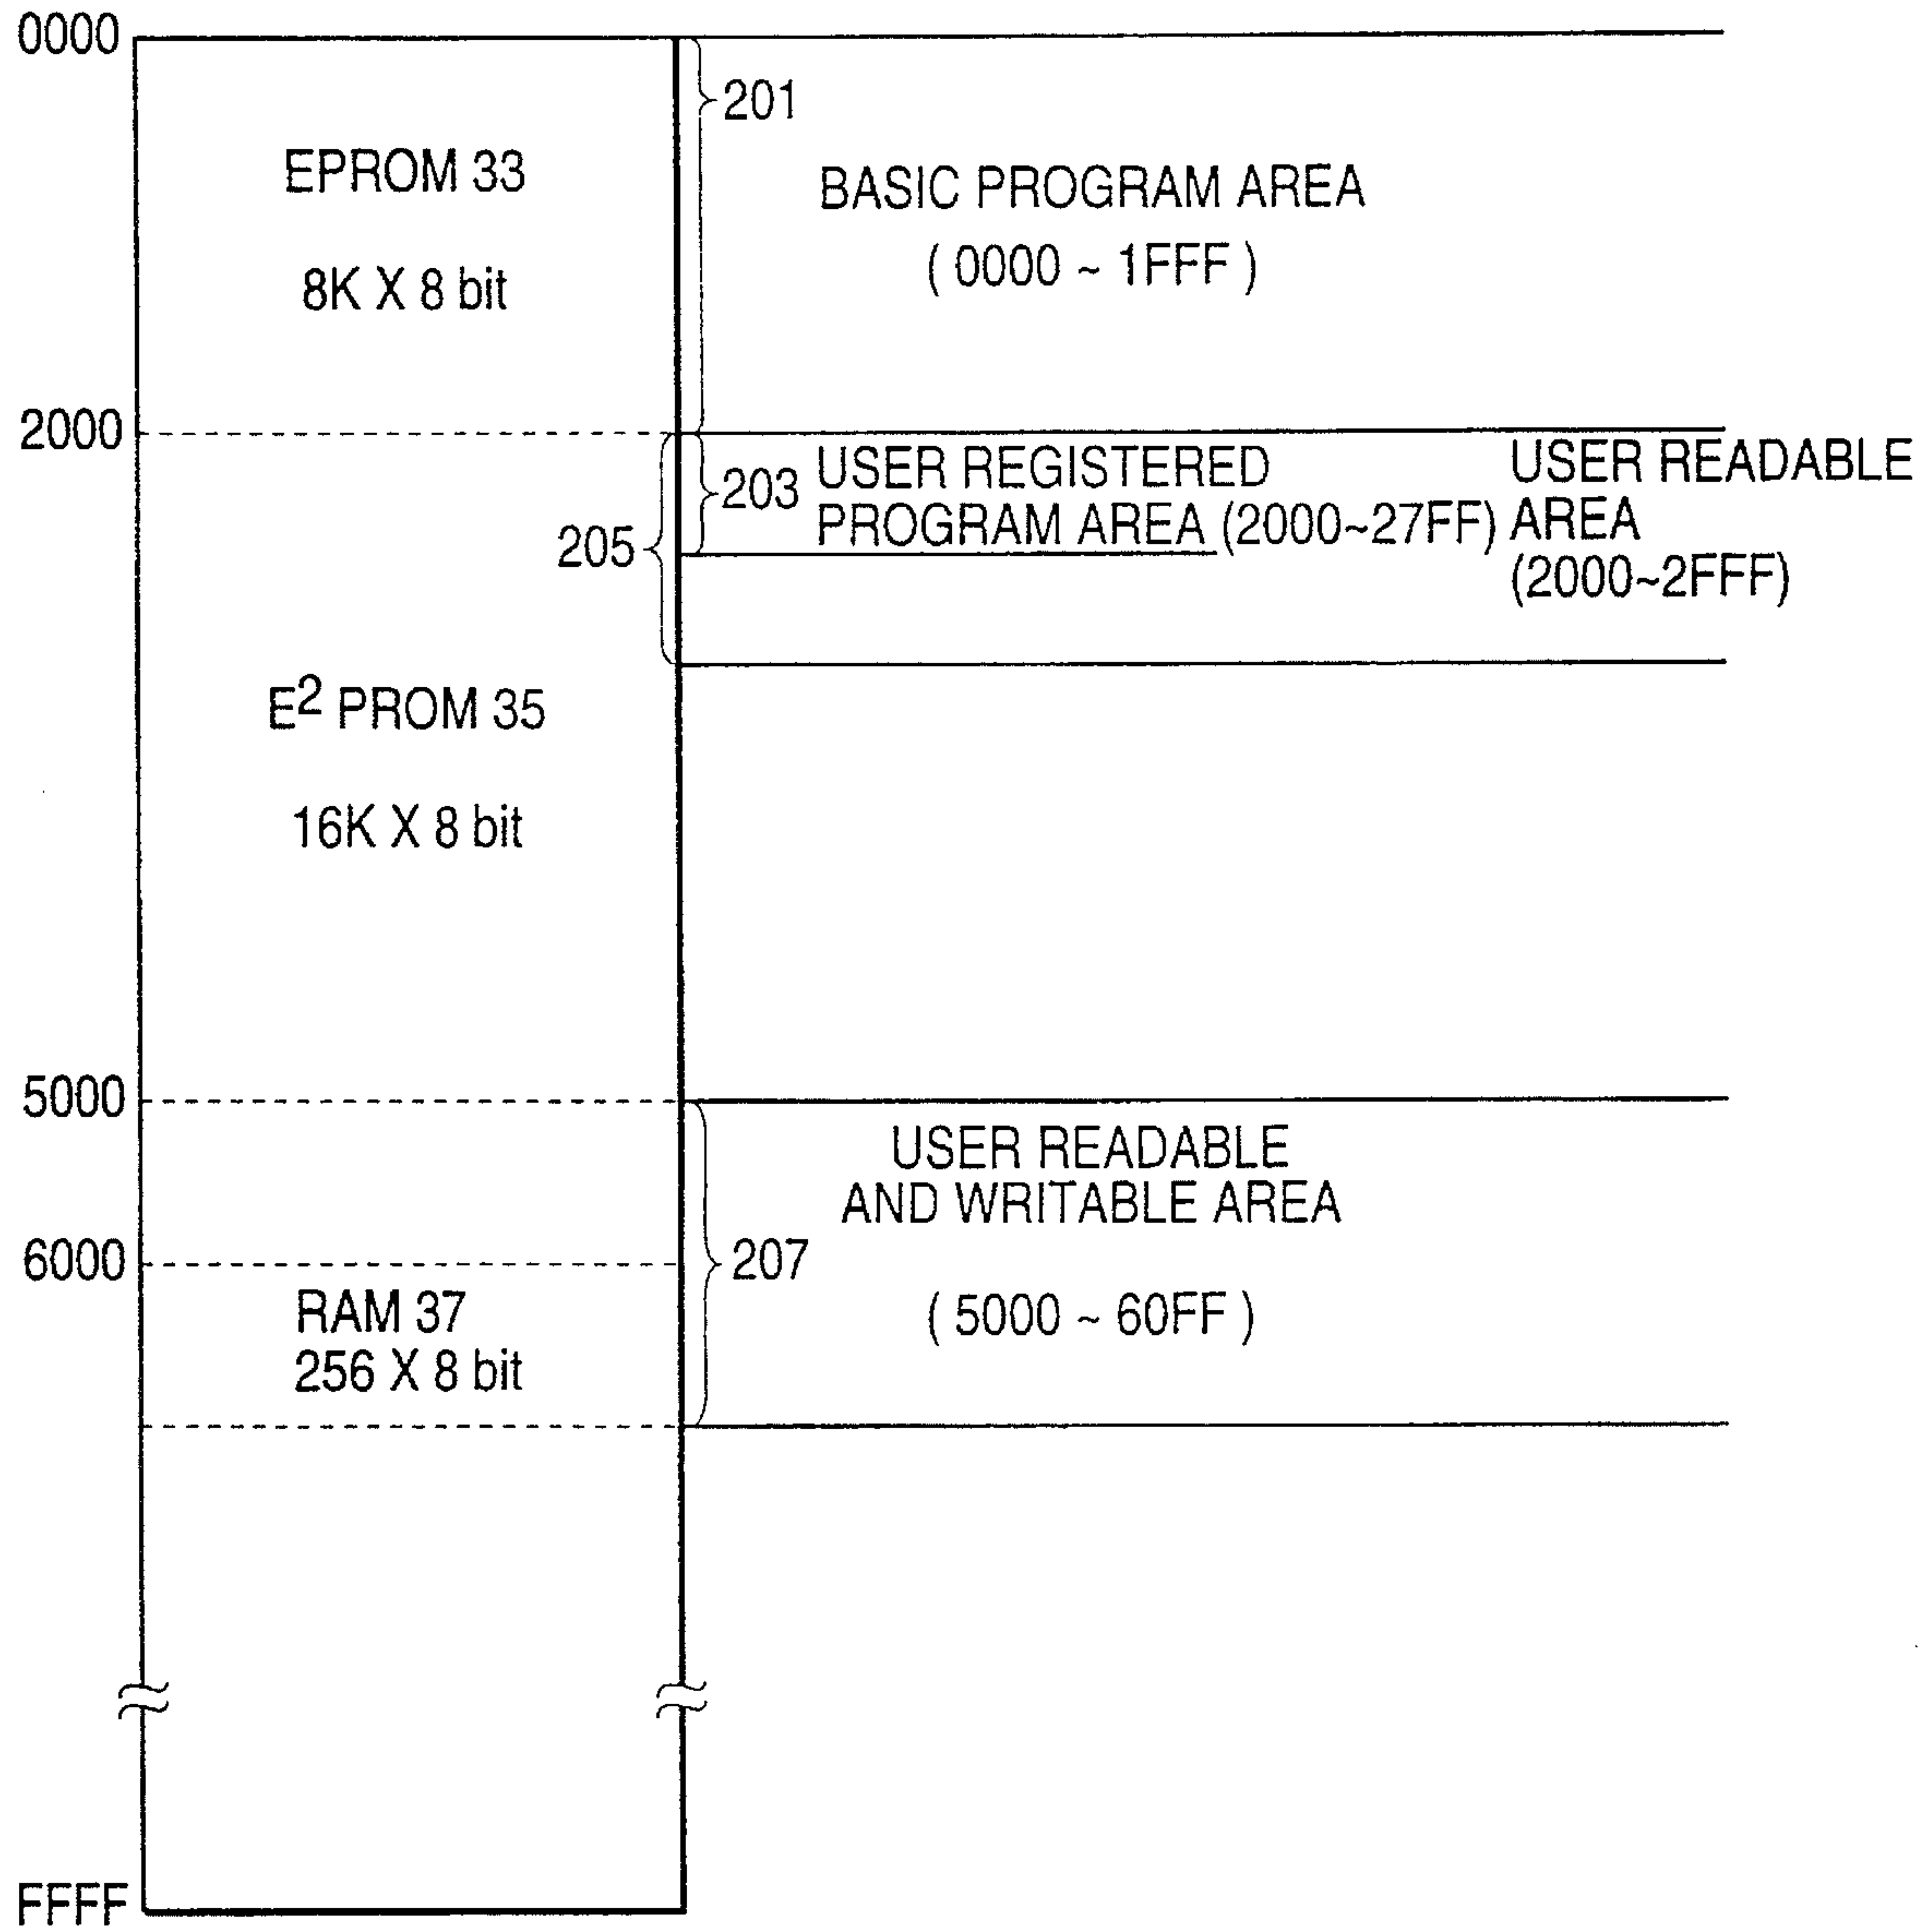 0000
201
EPROM 33
BASIC PROGRAM AREA
( 0000 ~ 1FFF )
8K X 8 bit
2000
203
USER REGISTERED
PROGRAM AREA (2000~27FF)
USER READABLE
AREA
(2000~2FFF)
205
E² PROM 35
16K X 8 bit
5000
USER READABLE
AND WRITABLE AREA
6000
207
RAM 37
256 X 8 bit
( 5000 ~ 60FF )
FFFF